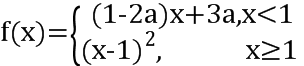 f(x)={(1-2a)x+3a,x<1
(x-1)², x≥1